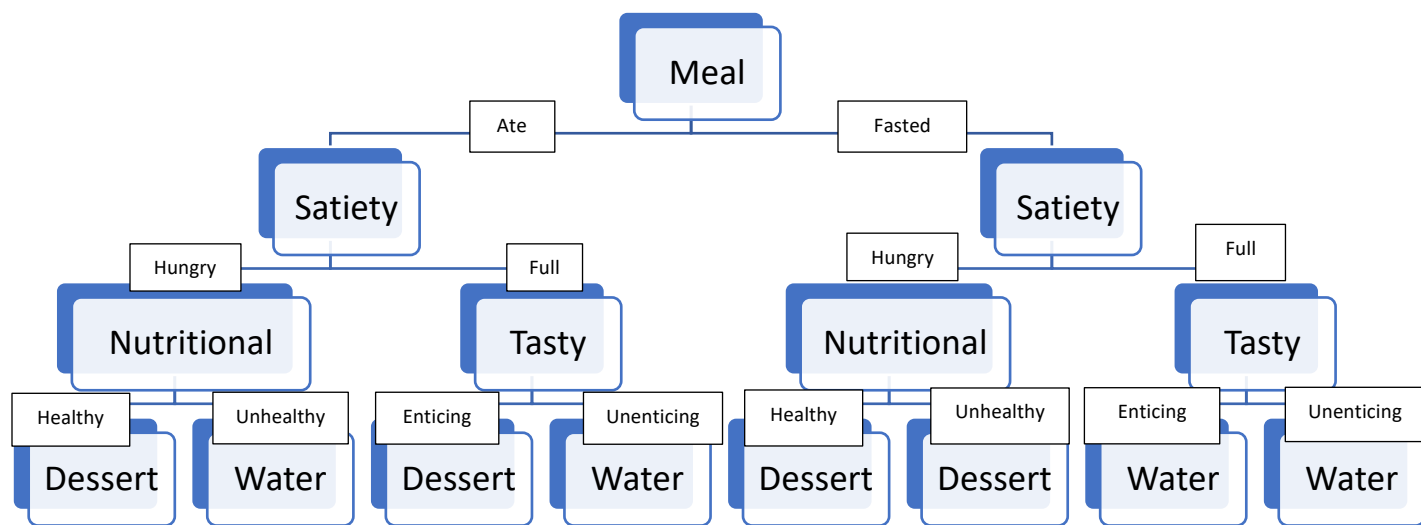 Meal
Ate
Fasted
Satiety
Satiety
Hungry
Full
Hungry
Full
Nutritional
Tasty
Nutritional
Tasty
Healthy
Unhealthy
Enticing
Unenticing
Healthy
Unhealthy
Enticing
Unenticing
Dessert
Water
Dessert
Water
Dessert
Dessert
Water
Water